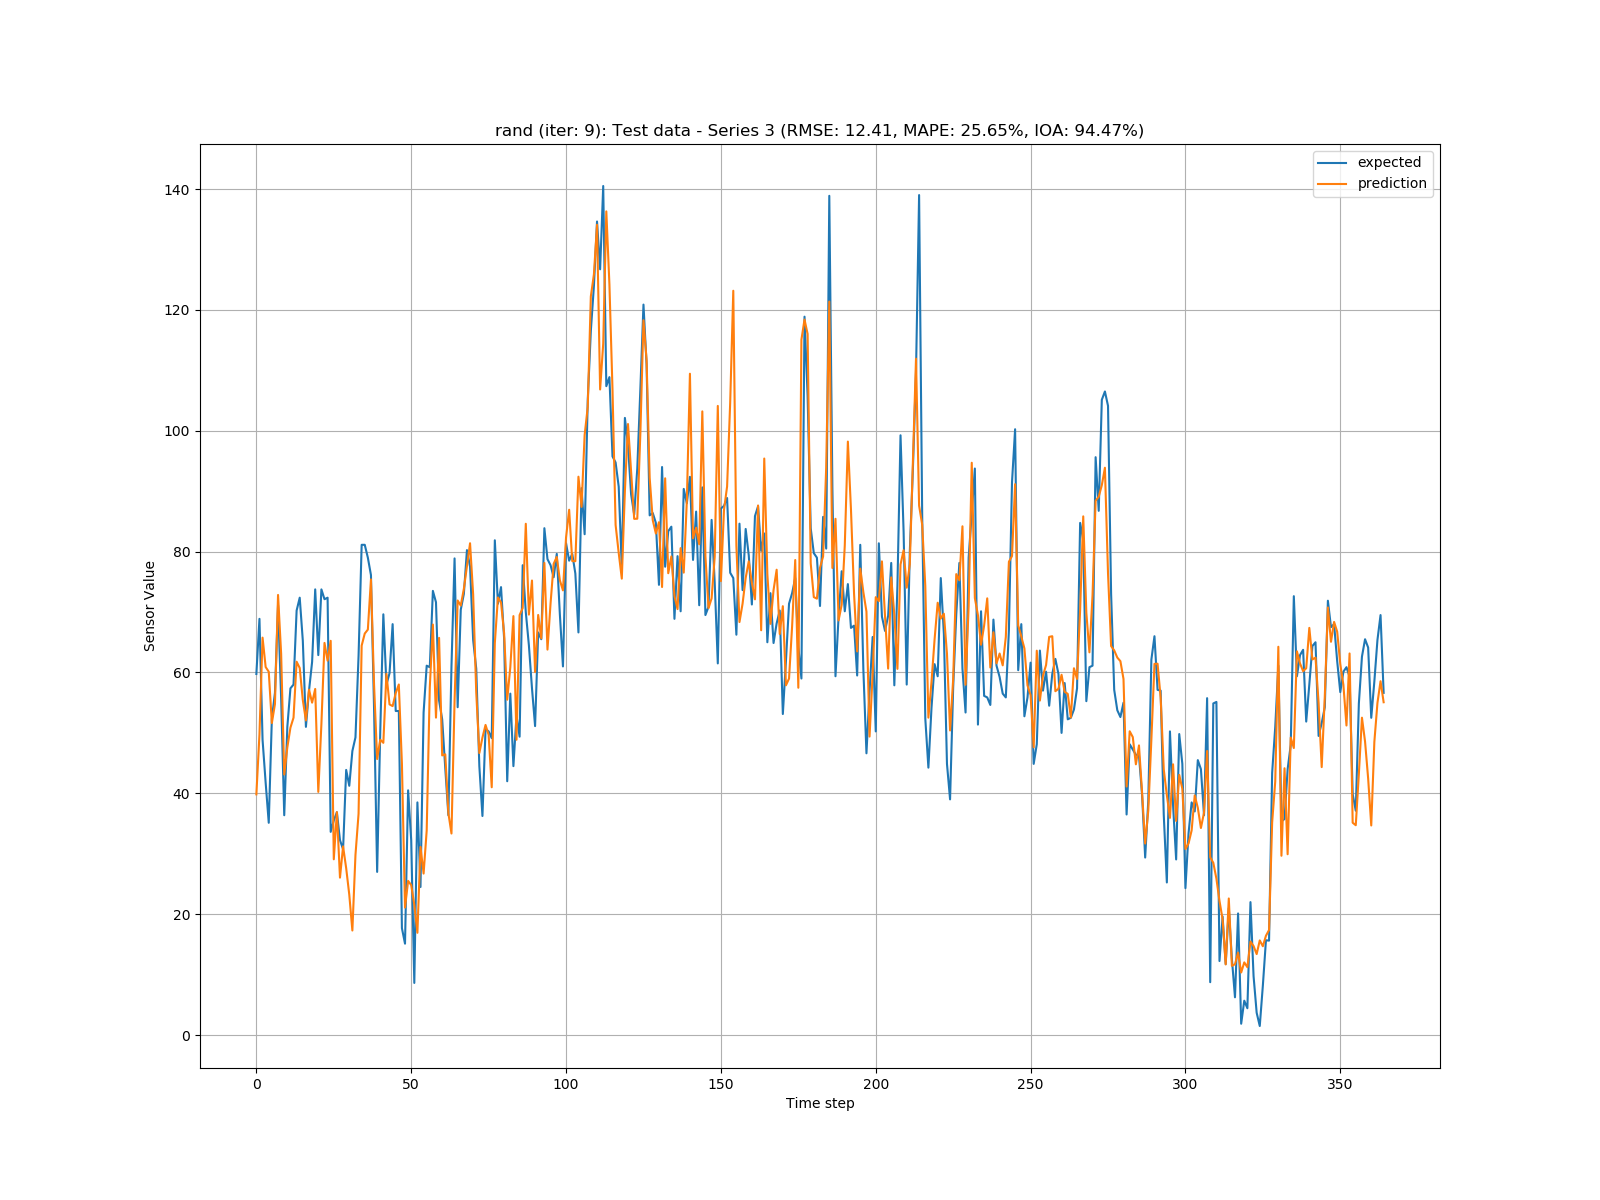 rand (iter: 9): Test data - Series 3 (RMSE: 12.41, MAPE: 25.65%, IOA: 94.47%)
expected
prediction
140
120
100
80
60
40
20
0
Sensor Value
0 50 100 150 200 250 300 350
Time step